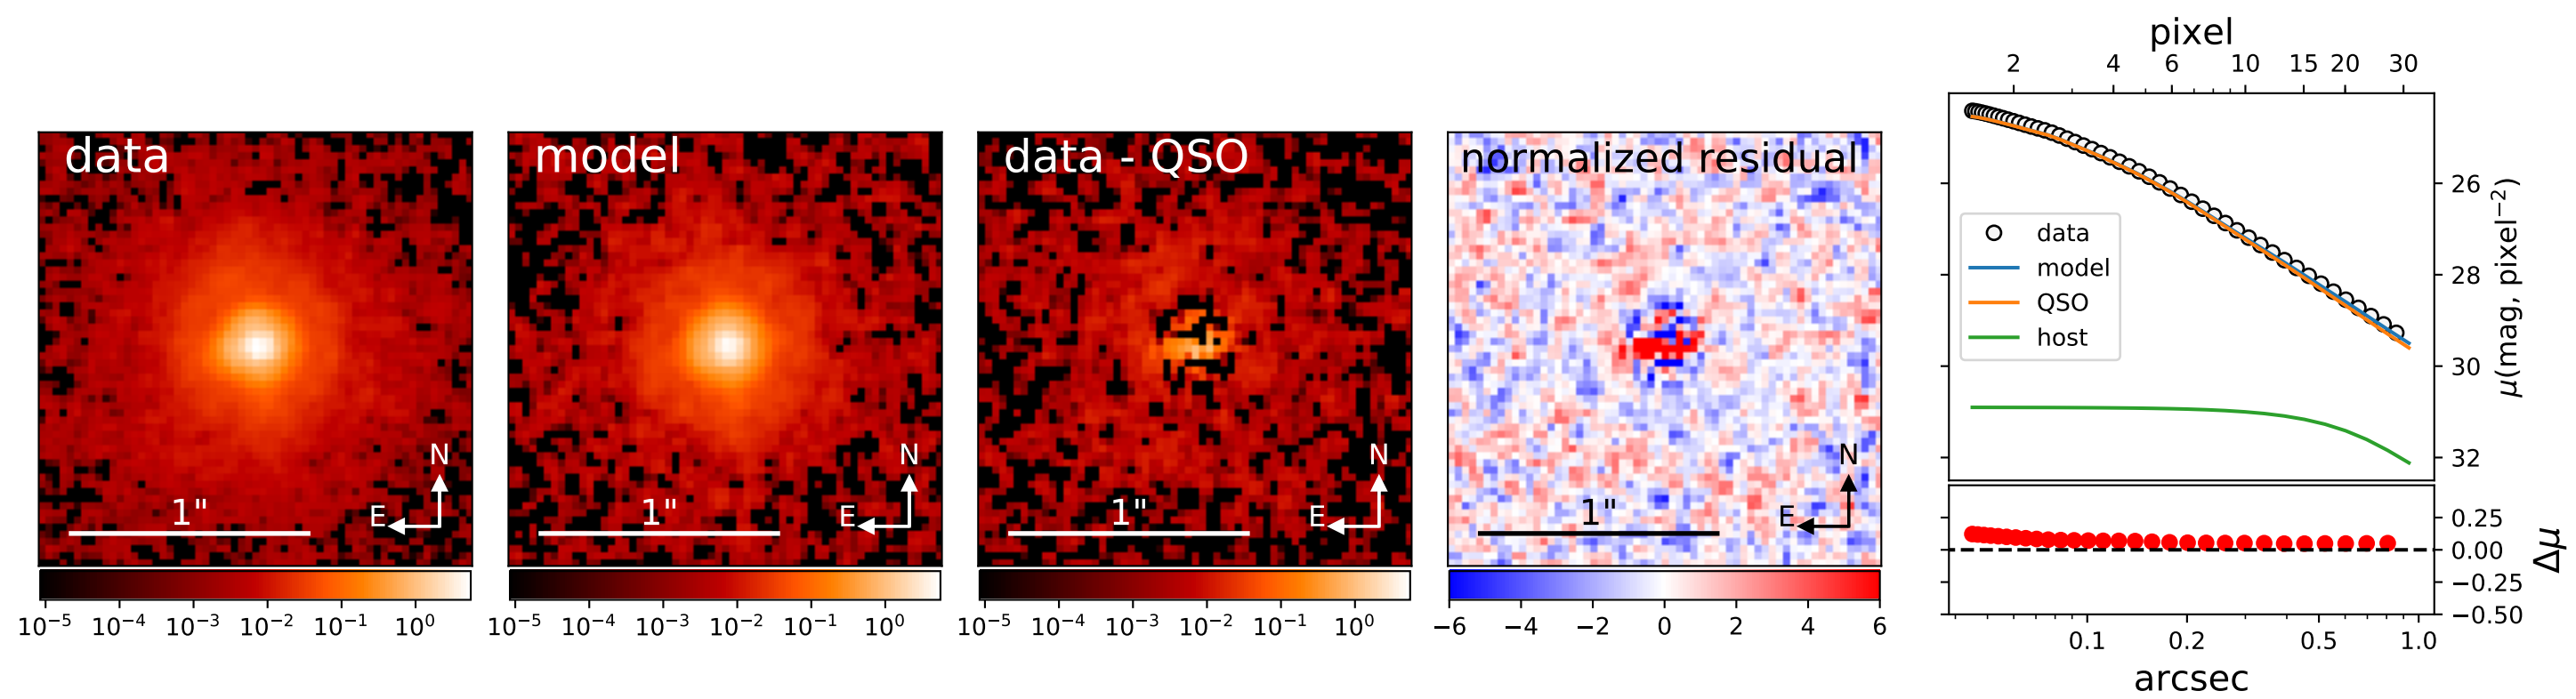 data
1"
N
E
10⁻⁵ 10⁻⁴ 10⁻³ 10⁻² 10⁻¹ 10⁰
model
1"
N
E
10⁻⁵ 10⁻⁴ 10⁻³ 10⁻² 10⁻¹ 10⁰
data - QSO
1"
N
E
10⁻⁵ 10⁻⁴ 10⁻³ 10⁻² 10⁻¹ 10⁰
normalized residual
1"
N
E
−6 −4 −2 0 2 4 6
pixel
2 4 6 10 15 20 30
data
model
QSO
host
26
28
30
32
μ(mag, pixel⁻²)
0.25
0.00
−0.25
−0.50
Δμ
0.1 0.2 0.5 1.0
arcsec